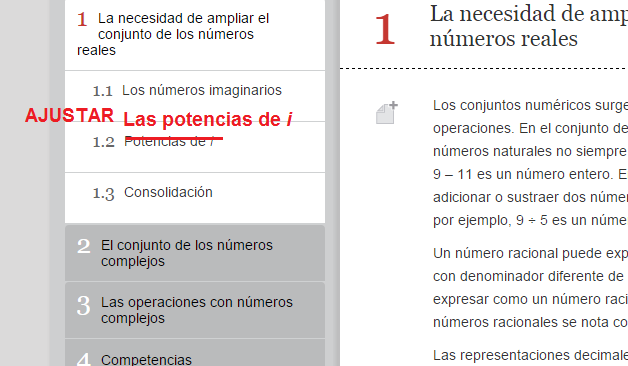 1 La necesidad de ampliar el
conjunto de los números
reales
1.1 Los números imaginarios
AJUSTAR Las potencias de i
1.2 Potencias de i
1.3 Consolidación
2 El conjunto de los números
complejos
3 Las operaciones con números
complejos
4 Competencias
1 La necesidad de amp
números reales
Los conjuntos numéricos surge
operaciones. En el conjunto de
números naturales no siempre
9 – 11 es un número entero. E
adicionar o sustraer dos númer
por ejemplo, 9 ÷ 5 es un núme
Un número racional puede exp
con denominador diferente de
expresar como un número raci
números racionales se nota co
Las representaciones decimale